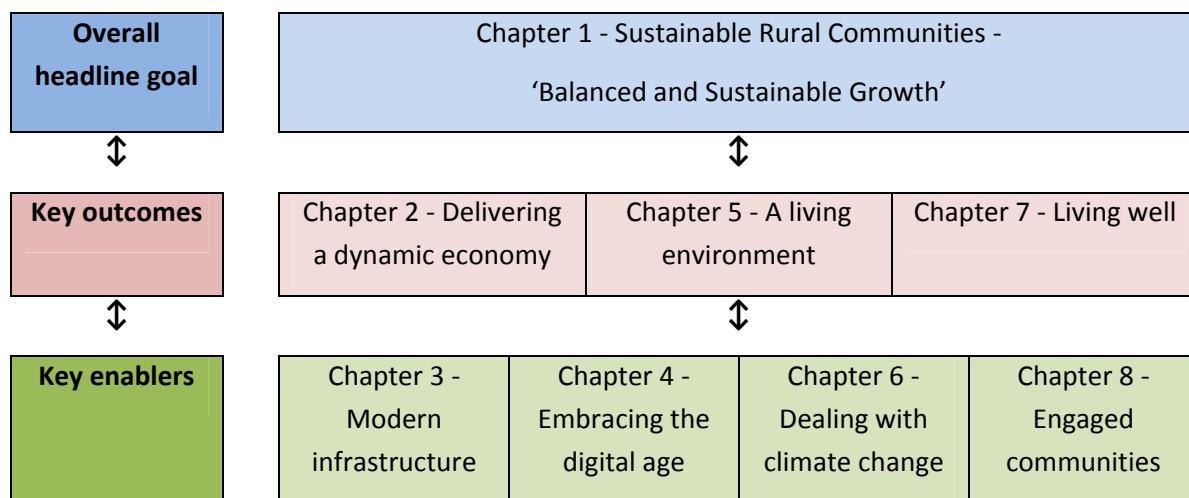 Overall
headline goal
Chapter 1 - Sustainable Rural Communities -
‘Balanced and Sustainable Growth’
Key outcomes
Chapter 2 - Delivering
a dynamic economy
Chapter 5 - A living
environment
Chapter 7 - Living well
Key enablers
Chapter 3 -
Modern
infrastructure
Chapter 4 -
Embracing the
digital age
Chapter 6 -
Dealing with
climate change
Chapter 8 -
Engaged
communities